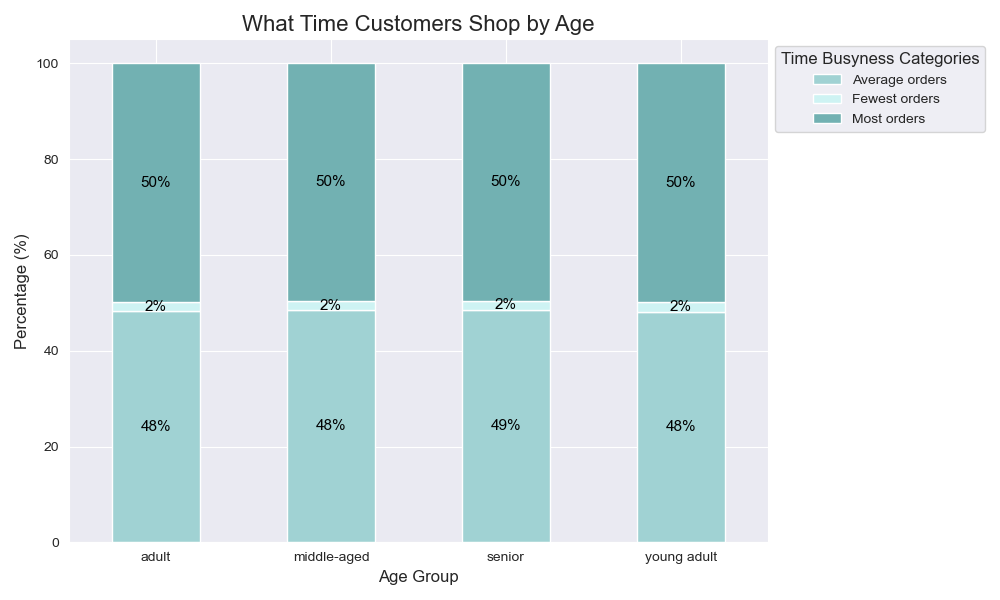 What Time Customers Shop by Age
Time Busyness Categories
Average orders
Fewest orders
Most orders
Percentage (%)
100
80
60
40
20
0
50% 50% 50% 50%
2% 2% 2% 2%
48% 48% 49% 48%
adult middle-aged senior young adult
Age Group